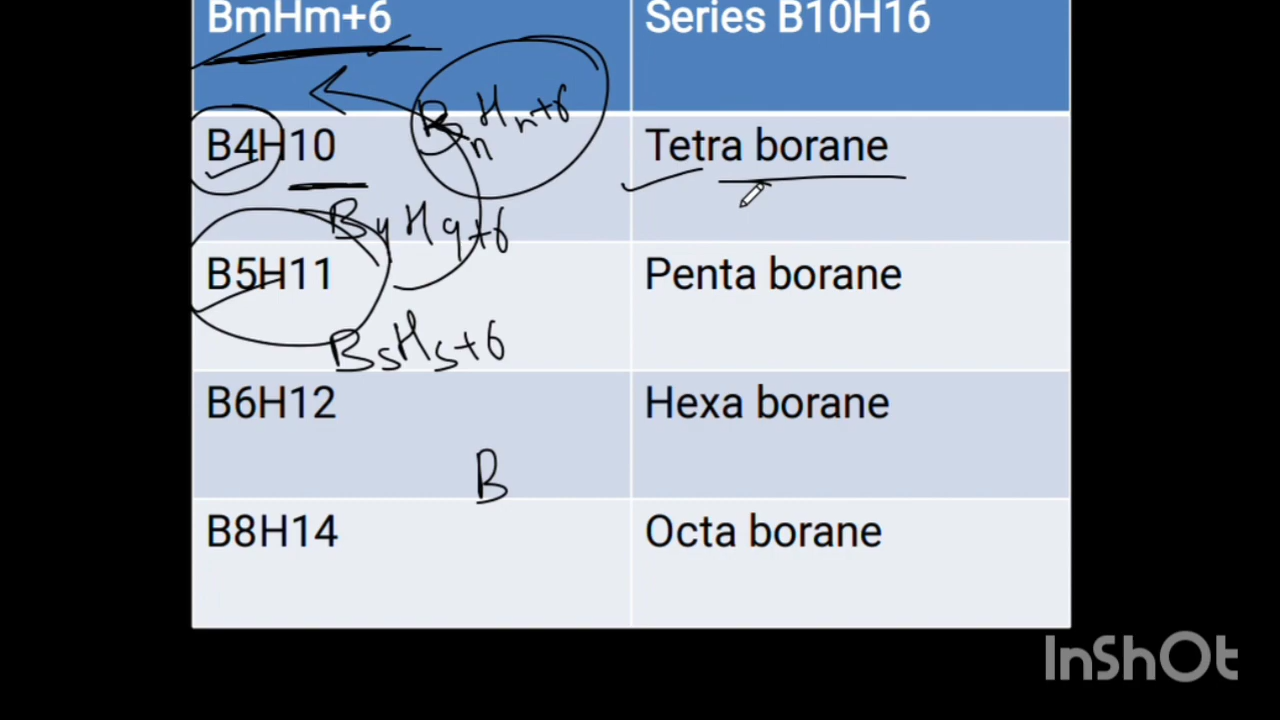 BmHm+6 Series B10H16
BnHn+6
B4H10 Tetra borane
B4H4+6
B5H11 Penta borane
B5H5+6
B6H12 Hexa borane
B
B8H14 Octa borane
InShOt